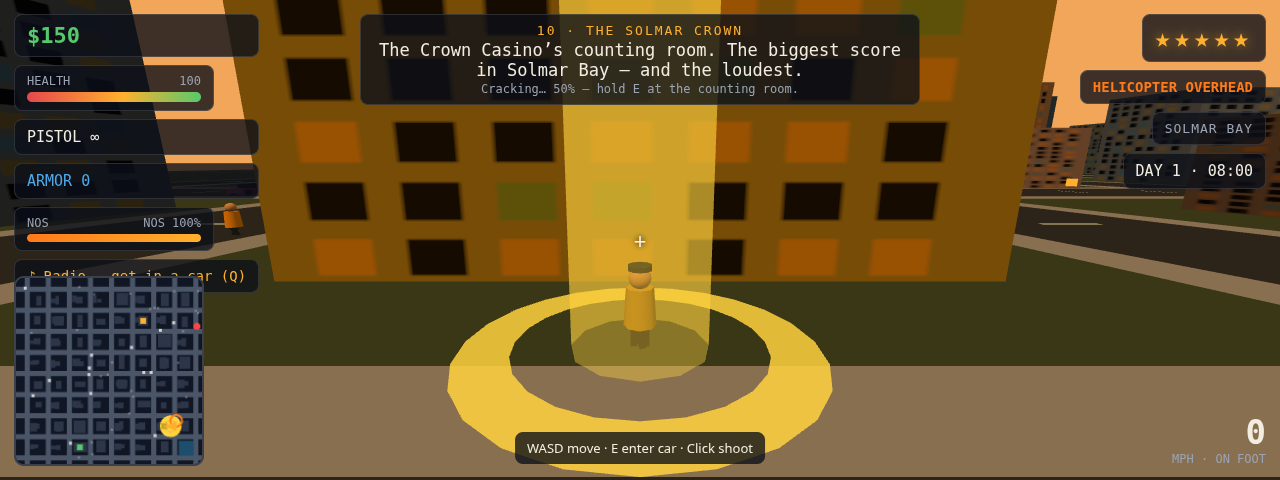 $150
HEALTH 100
PISTOL ∞
ARMOR 0
NOS NOS 100%
♪ Radio — get in a car (Q)
10 · THE SOLMAR CROWN
The Crown Casino's counting room. The biggest score
in Solmar Bay — and the loudest.
Cracking… 50% — hold E at the counting room.
★★★★★
HELICOPTER OVERHEAD
SOLMAR BAY
DAY 1 · 08:00
WASD move · E enter car · Click shoot
0
MPH · ON FOOT